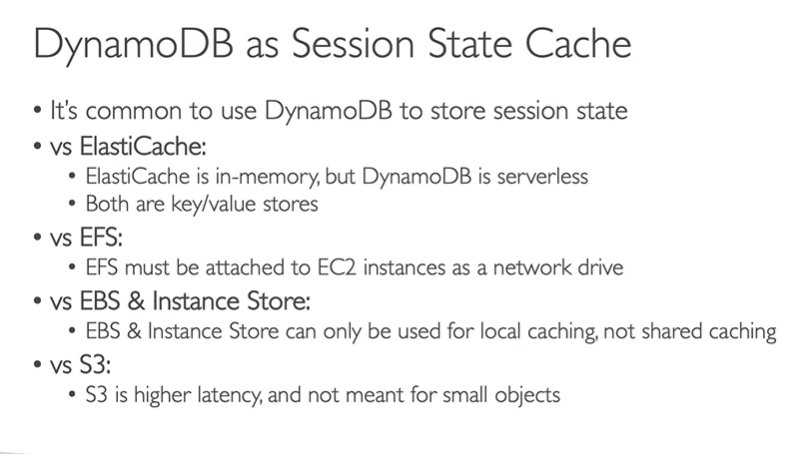 DynamoDB as Session State Cache
• It's common to use DynamoDB to store session state
• vs ElastiCache:
• ElastiCache is in-memory, but DynamoDB is serverless
• Both are key/value stores
• vs EFS:
• EFS must be attached to EC2 instances as a network drive
• vs EBS & Instance Store:
• EBS & Instance Store can only be used for local caching, not shared caching
• vs S3:
• S3 is higher latency, and not meant for small objects